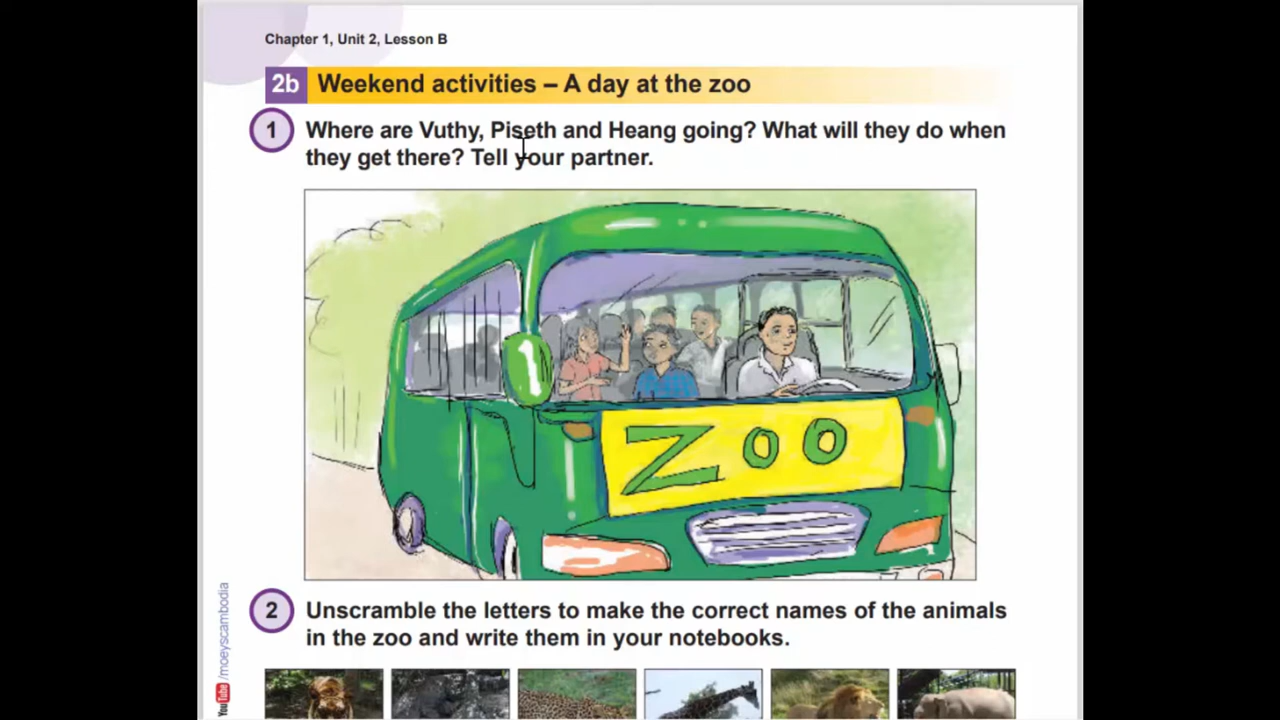 Chapter 1, Unit 2, Lesson B
2b Weekend activities – A day at the zoo
1 Where are Vuthy, Piseth and Heang going? What will they do when
they get there? Tell your partner.
ZOO
2 Unscramble the letters to make the correct names of the animals
in the zoo and write them in your notebooks.
YouTube /moeyscambodia